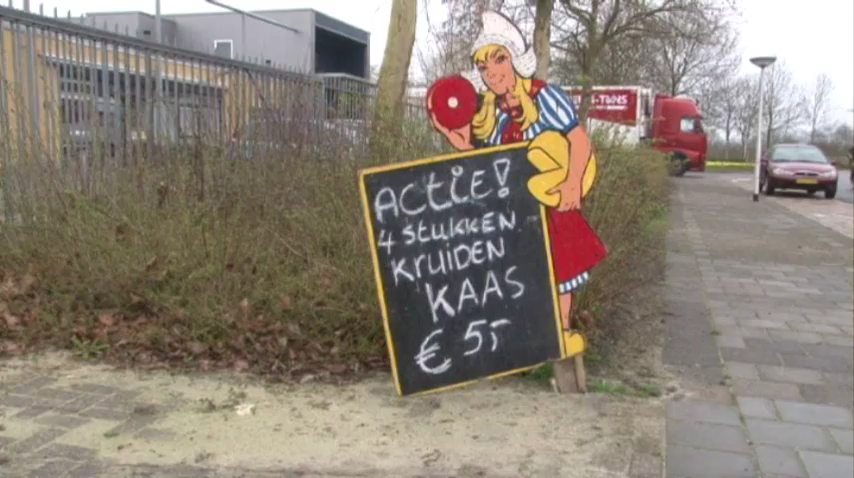 ACTIE!
4 STUKKEN
KRUIDEN
KAAS
€ 5,-